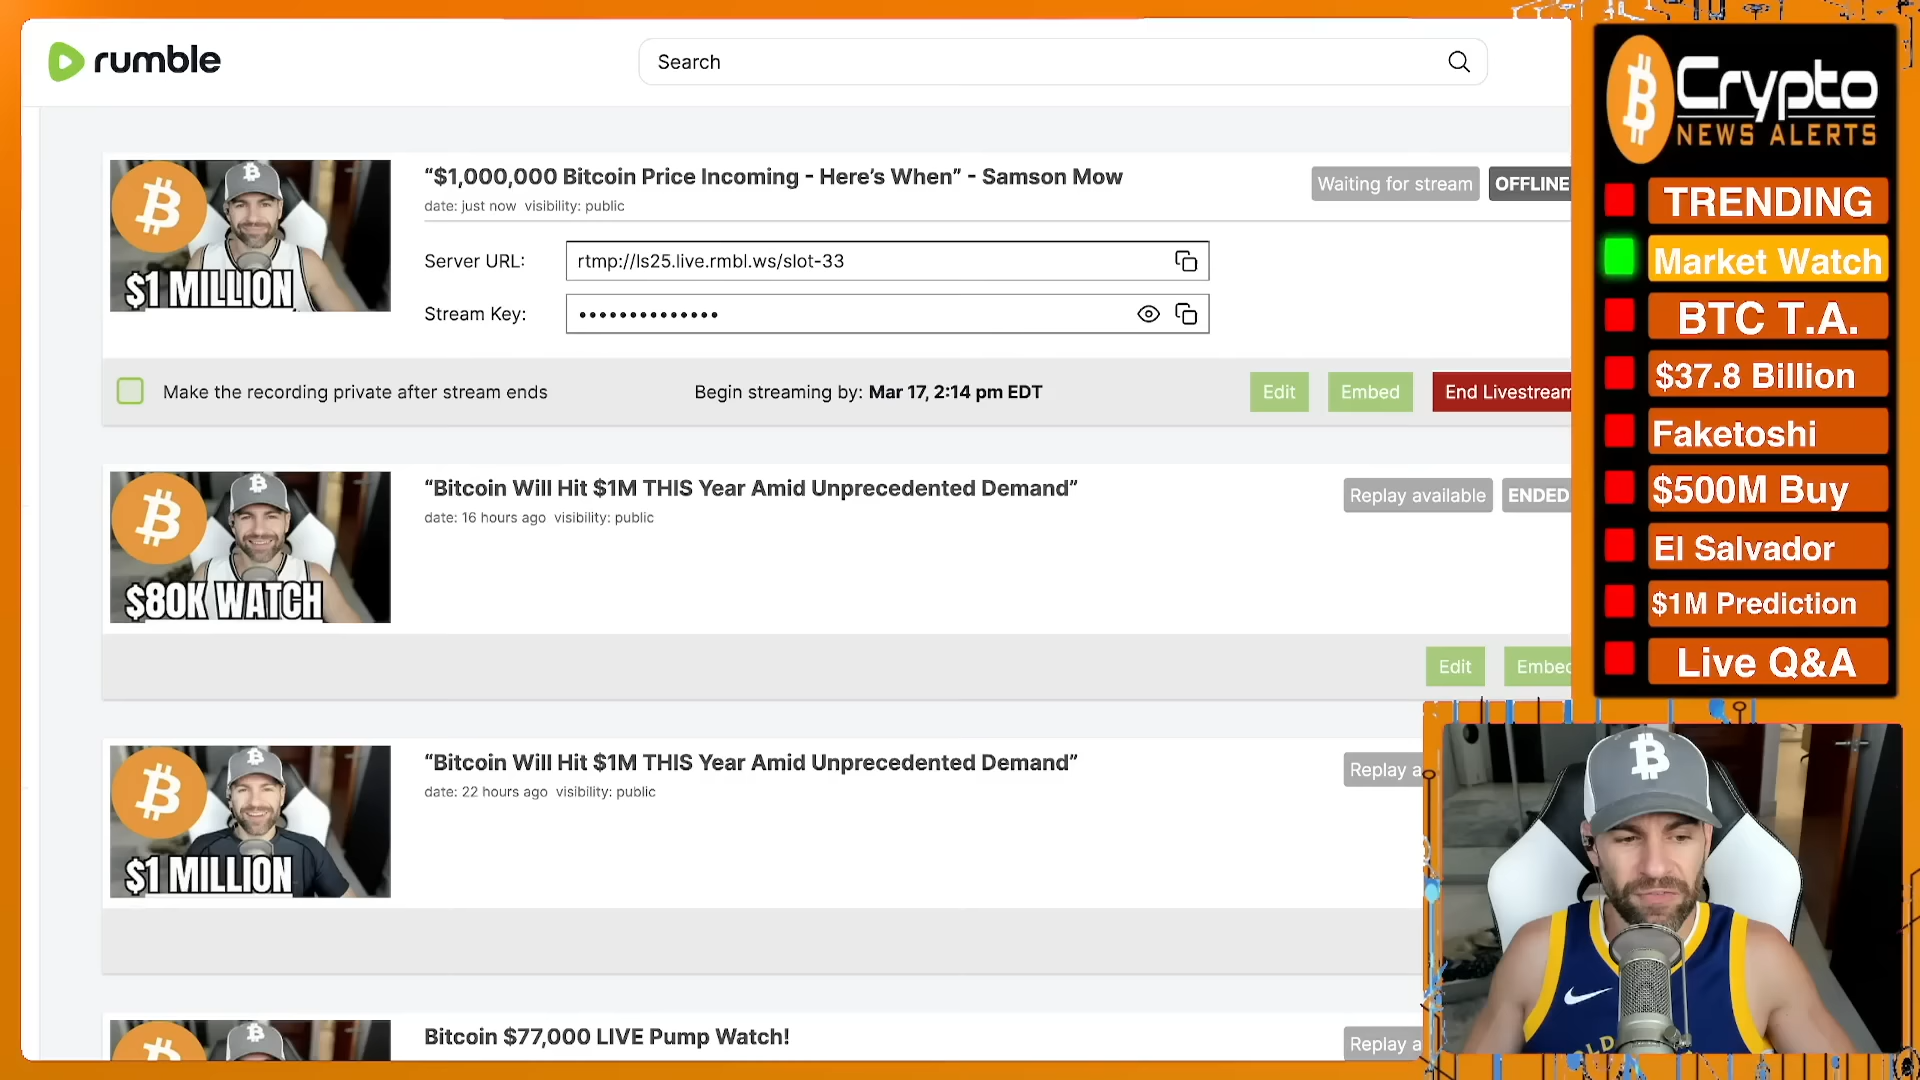 rumble
Search
“$1,000,000 Bitcoin Price Incoming - Here’s When” - Samson Mow
date: just now visibility: public
Waiting for stream
OFFLINE
Server URL:
rtmp://ls25.live.rmbl.ws/slot-33
Stream Key:
••••••••••••••
$1 MILLION
Make the recording private after stream ends
Begin streaming by: Mar 17, 2:14 pm EDT
Edit
Embed
End Livestream
“Bitcoin Will Hit $1M THIS Year Amid Unprecedented Demand”
date: 16 hours ago visibility: public
Replay available
ENDED
$80K WATCH
Edit
Embed
“Bitcoin Will Hit $1M THIS Year Amid Unprecedented Demand”
date: 22 hours ago visibility: public
Replay a
$1 MILLION
Bitcoin $77,000 LIVE Pump Watch!
Replay a
Crypto
NEWS ALERTS
TRENDING
Market Watch
BTC T.A.
$37.8 Billion
Faketoshi
$500M Buy
El Salvador
$1M Prediction
Live Q&A